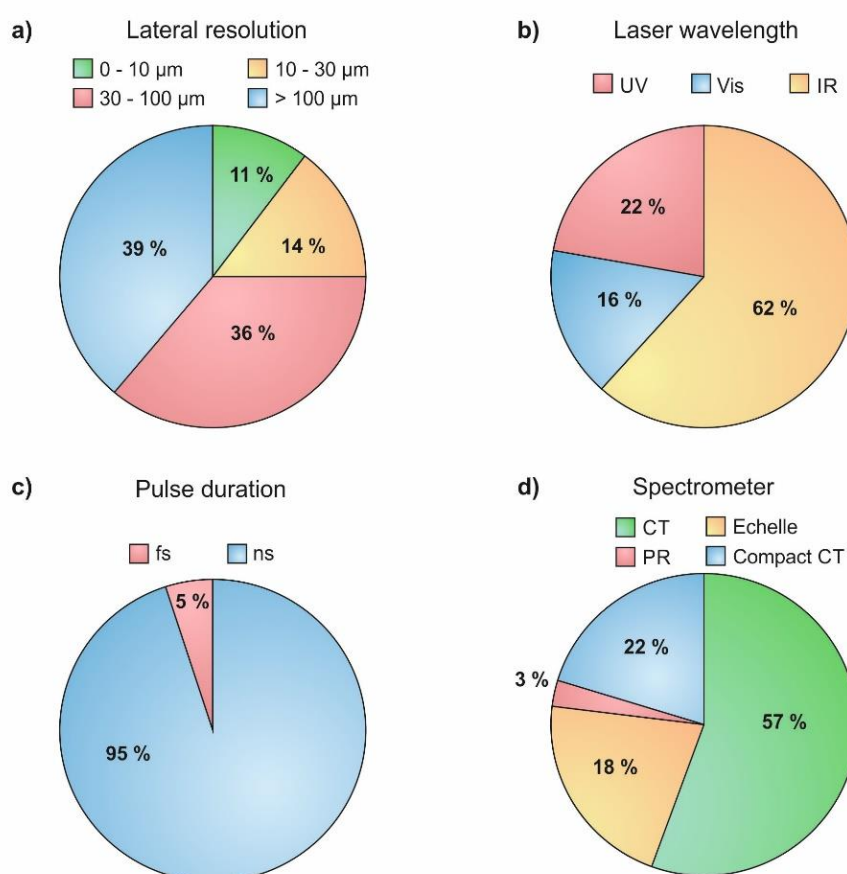 a) Lateral resolution
0 - 10 µm 10 - 30 µm
30 - 100 µm > 100 µm
11 %
14 %
39 %
36 %
b) Laser wavelength
UV Vis IR
22 %
16 %
62 %
c) Pulse duration
fs ns
5 %
95 %
d) Spectrometer
CT Echelle
PR Compact CT
22 %
3 %
57 %
18 %